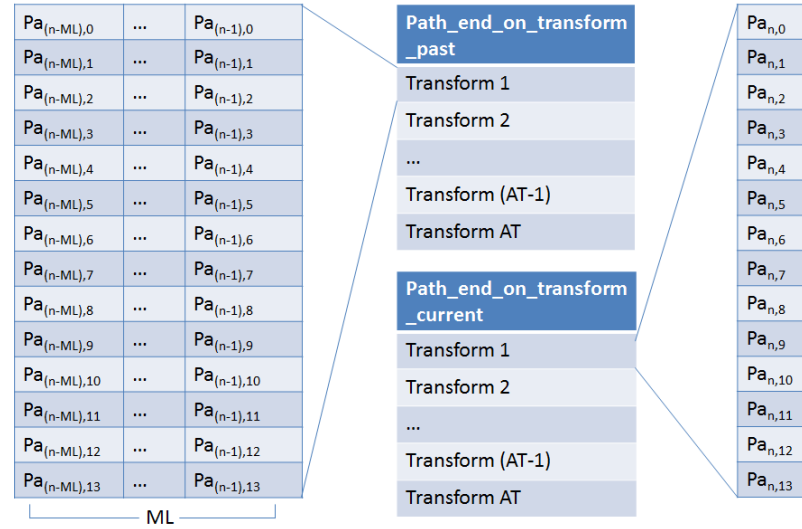 Pa(n-ML),0 ... Pa(n-1),0
Pa(n-ML),1 ... Pa(n-1),1
Pa(n-ML),2 ... Pa(n-1),2
Pa(n-ML),3 ... Pa(n-1),3
Pa(n-ML),4 ... Pa(n-1),4
Pa(n-ML),5 ... Pa(n-1),5
Pa(n-ML),6 ... Pa(n-1),6
Pa(n-ML),7 ... Pa(n-1),7
Pa(n-ML),8 ... Pa(n-1),8
Pa(n-ML),9 ... Pa(n-1),9
Pa(n-ML),10 ... Pa(n-1),10
Pa(n-ML),11 ... Pa(n-1),11
Pa(n-ML),12 ... Pa(n-1),12
Pa(n-ML),13 ... Pa(n-1),13
ML
Path_end_on_transform
_past
Transform 1
Transform 2
...
Transform (AT-1)
Transform AT
Path_end_on_transform
_current
Transform 1
Transform 2
...
Transform (AT-1)
Transform AT
Pan,0
Pan,1
Pan,2
Pan,3
Pan,4
Pan,5
Pan,6
Pan,7
Pan,8
Pan,9
Pan,10
Pan,11
Pan,12
Pan,13